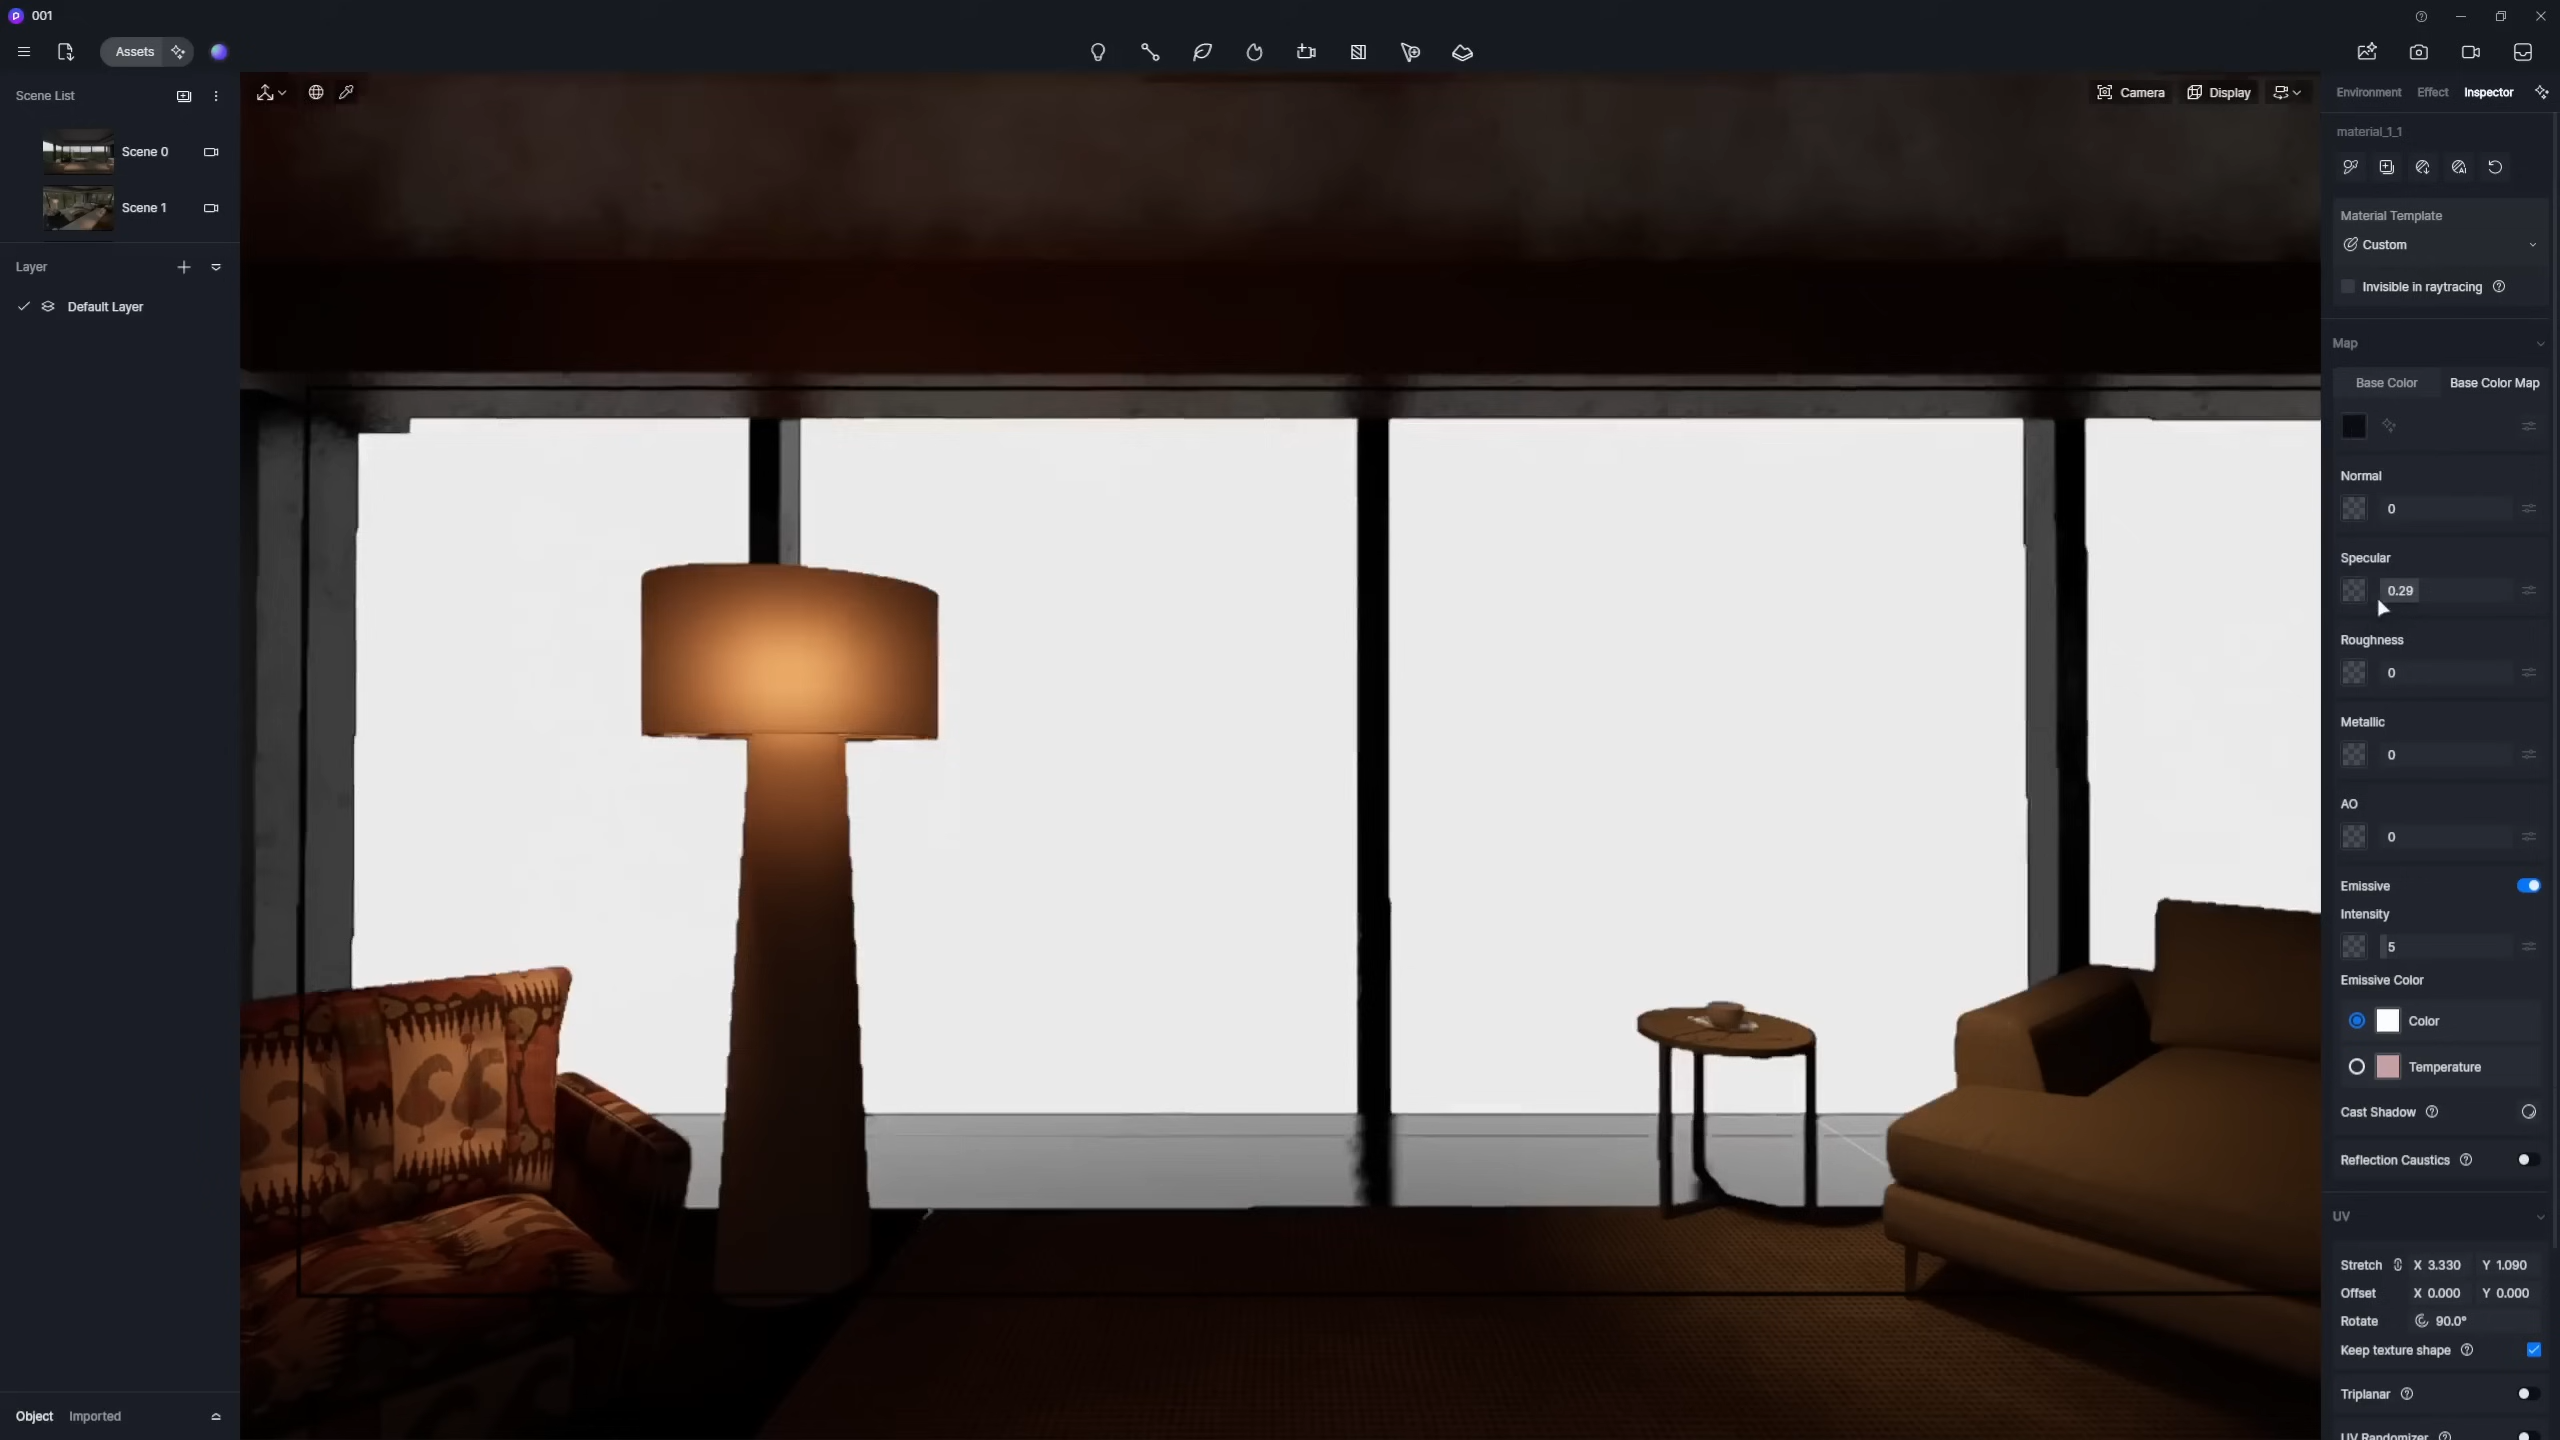 001
Assets
Scene List
Scene 0
Scene 1
Layer
Default Layer
Object Imported
Camera Display
Environment Effect Inspector
material_1_1
Material Template
Custom
Invisible in raytracing
Map
Base Color Base Color Map
Normal
0
Specular
0.29
Roughness
0
Metallic
0
AO
0
Emissive
Intensity
5
Emissive Color
Color
Temperature
Cast Shadow
Reflection Caustics
UV
Stretch X 3.330 Y 1.090
Offset X 0.000 Y 0.000
Rotate 90.0°
Keep texture shape
Triplanar
UV Randomizer